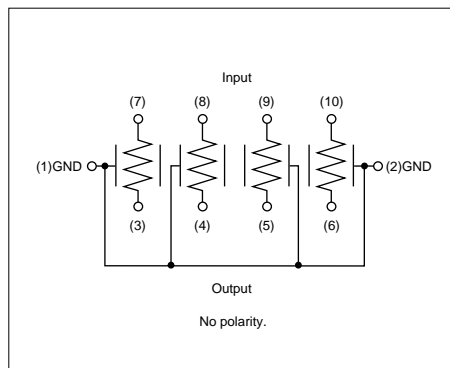 Input
(7) (8) (9) (10)
(1)GND (2)GND
(3) (4) (5) (6)
Output
No polarity.